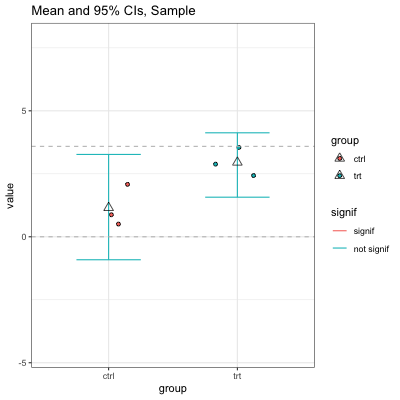 Mean and 95% CIs, Sample
5
0
-5
value
ctrl
trt
group
group
ctrl
trt
signif
signif
not signif